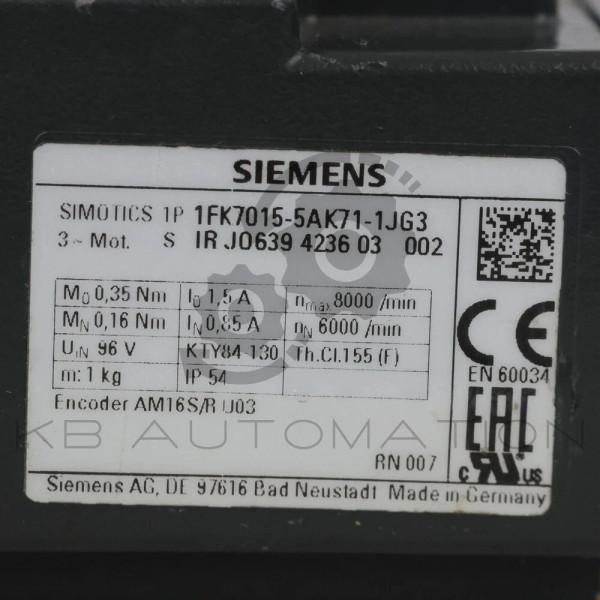 SIEMENS
SIMOTICS 1P 1FK7015-5AK71-1JG3
3~ Mot. S IR J0639 4236 03 002
M0 0,35 Nm I0 1,5 A nmax 8000 /min
MN 0,16 Nm IN 0,85 A nN 6000 /min
UIN 96 V KTY84-130 Th.Cl.155 (F)
m: 1 kg IP 54
CE
EN 60034
Encoder AM16S/R U03
EAC
KB AUTOMATION
RN 007
c RU US
Siemens AG, DE 97616 Bad Neustadt Made in Germany